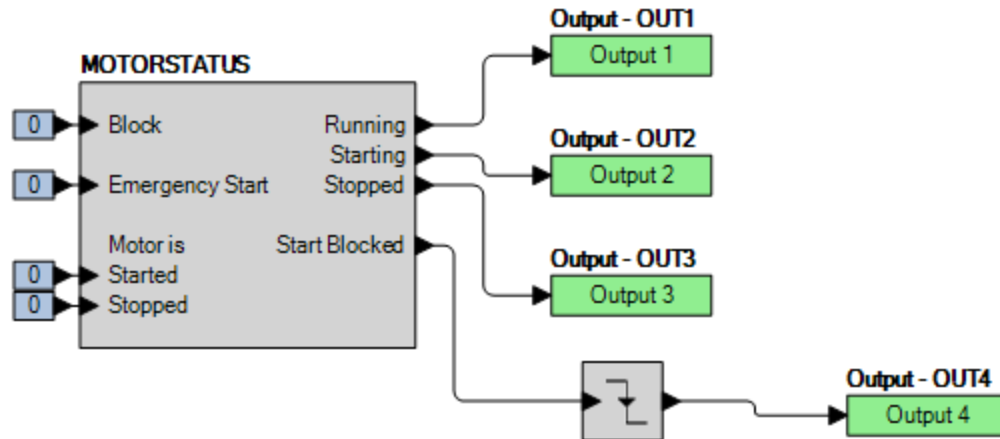 Output - OUT1
Output 1
MOTORSTATUS
0
Block
Running
Starting
Output - OUT2
Output 2
0
Emergency Start
Stopped
Motor is
Start Blocked
Output - OUT3
Output 3
0
Started
0
Stopped
Output - OUT4
Output 4